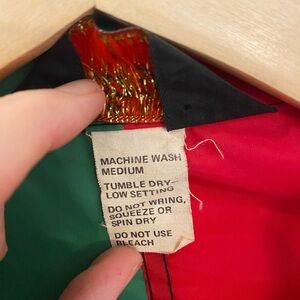 MACHINE WASH
MEDIUM
TUMBLE DRY–
LOW SETTING
DO NOT WRING,
SQUEEZE OR
SPIN DRY
DO NOT USE
BLEACH